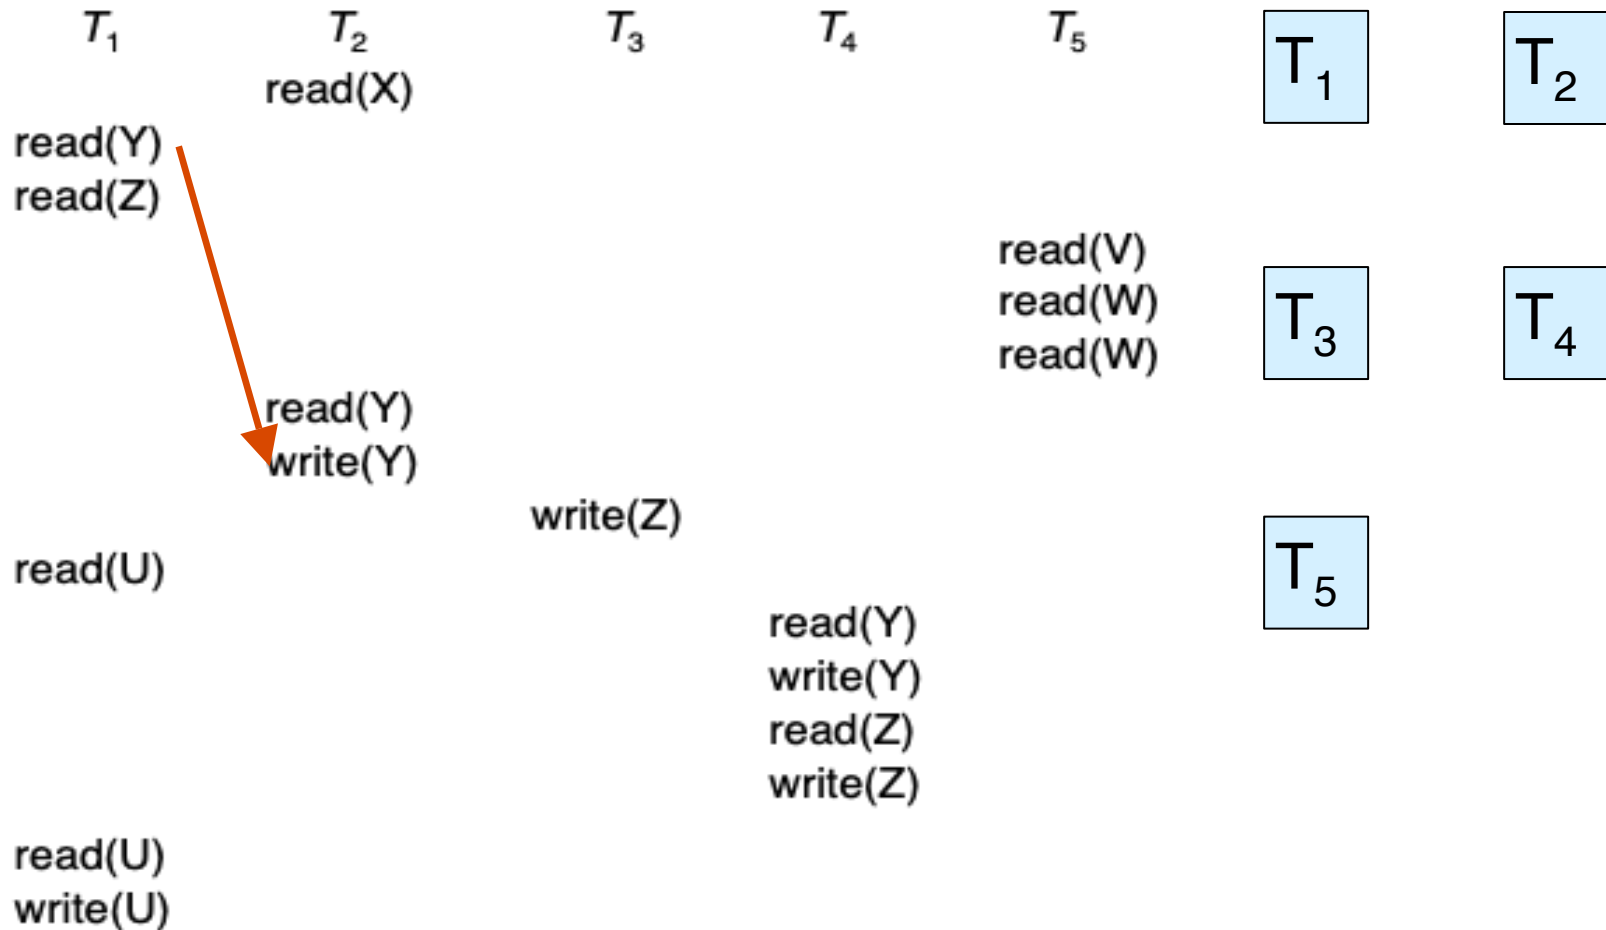 T₁ T₂ T₃ T₄ T₅
read(X)
read(Y)
read(Z)
read(V)
read(W)
read(W)
read(Y)
write(Y)
write(Z)
read(U)
read(Y)
write(Y)
read(Z)
write(Z)
read(U)
write(U)
T₁ T₂
T₃ T₄
T₅